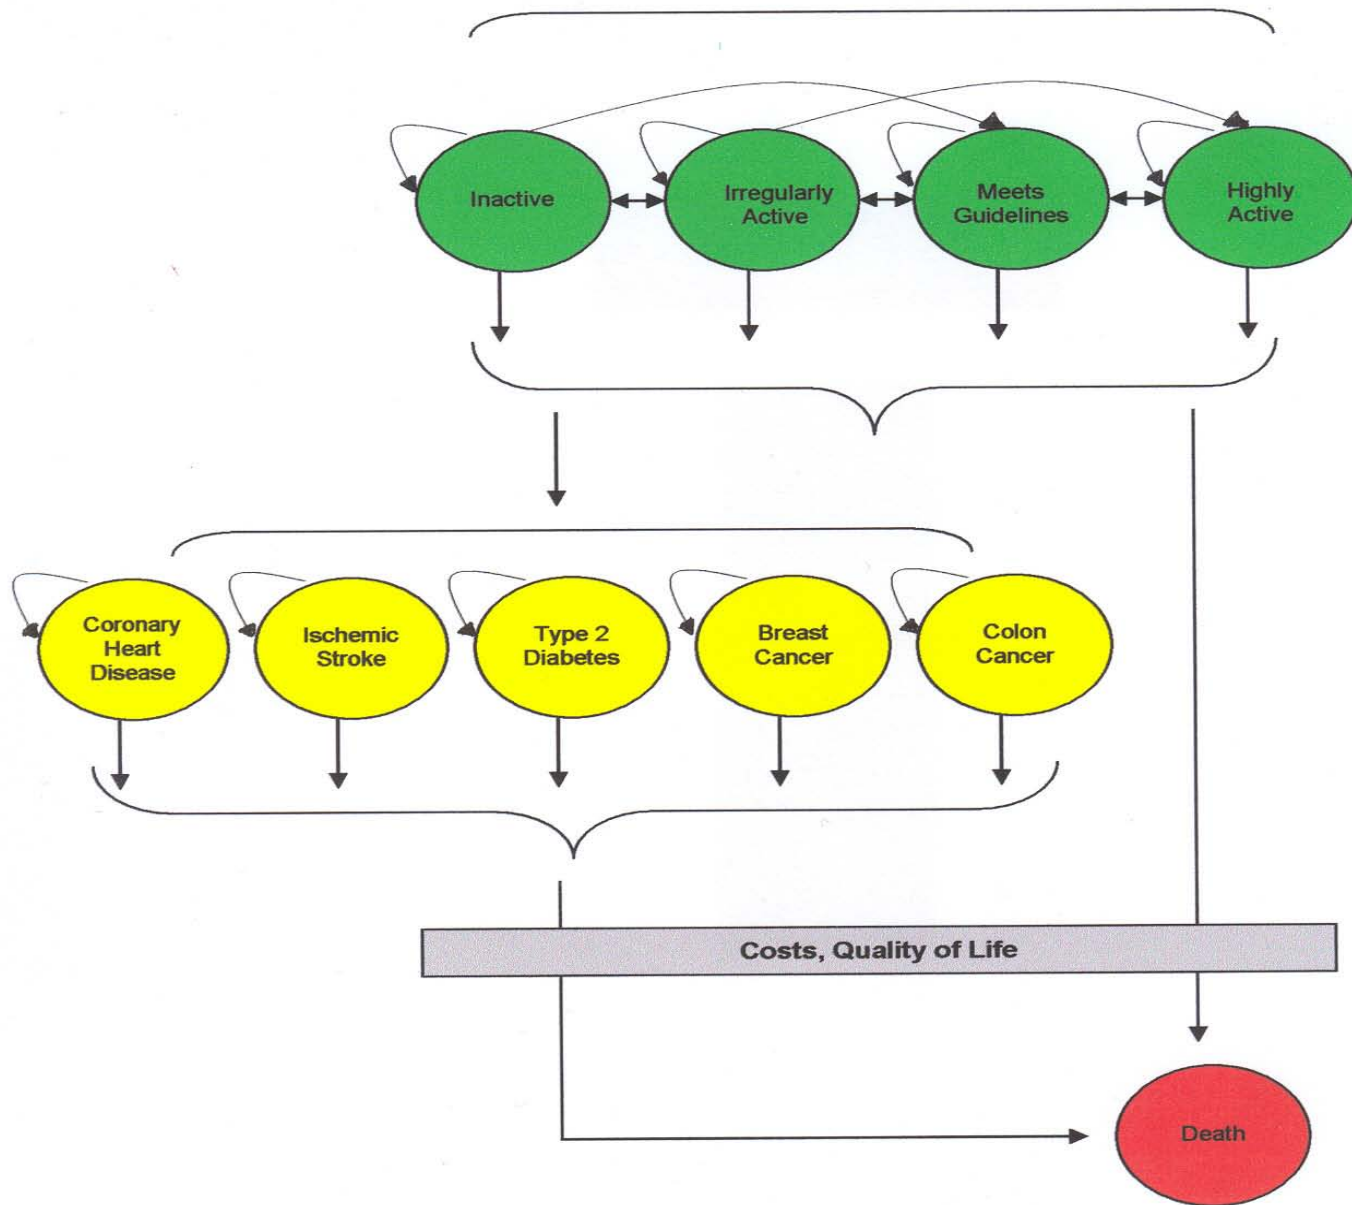 Inactive
Irregularly
Active
Meets
Guidelines
Highly
Active
Coronary
Heart
Disease
Ischemic
Stroke
Type 2
Diabetes
Breast
Cancer
Colon
Cancer
Costs, Quality of Life
Death